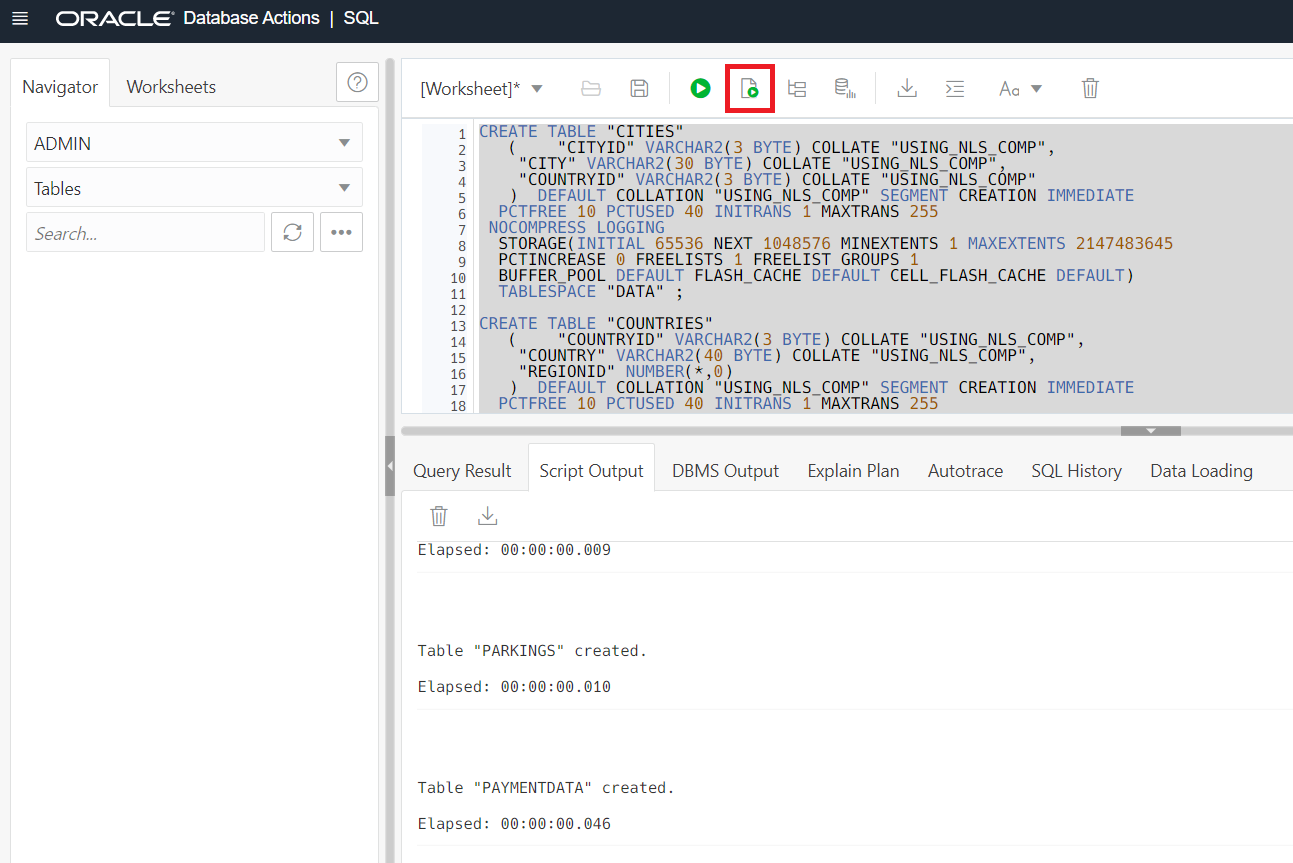 ORACLE Database Actions | SQL
Navigator
Worksheets
ADMIN
Tables
Search...
[Worksheet]*
Aa
1 CREATE TABLE "CITIES"
2 ( "CITYID" VARCHAR2(3 BYTE) COLLATE "USING_NLS_COMP",
3 "CITY" VARCHAR2(30 BYTE) COLLATE "USING_NLS_COMP",
4 "COUNTRYID" VARCHAR2(3 BYTE) COLLATE "USING_NLS_COMP"
5 ) DEFAULT COLLATION "USING_NLS_COMP" SEGMENT CREATION IMMEDIATE
6 PCTFREE 10 PCTUSED 40 INITRANS 1 MAXTRANS 255
7 NOCOMPRESS LOGGING
8 STORAGE(INITIAL 65536 NEXT 1048576 MINEXTENTS 1 MAXEXTENTS 2147483645
9 PCTINCREASE 0 FREELISTS 1 FREELIST GROUPS 1
10 BUFFER_POOL DEFAULT FLASH_CACHE DEFAULT CELL_FLASH_CACHE DEFAULT)
11 TABLESPACE "DATA" ;
12
13 CREATE TABLE "COUNTRIES"
14 ( "COUNTRYID" VARCHAR2(3 BYTE) COLLATE "USING_NLS_COMP",
15 "COUNTRY" VARCHAR2(40 BYTE) COLLATE "USING_NLS_COMP",
16 "REGIONID" NUMBER(*,0)
17 ) DEFAULT COLLATION "USING_NLS_COMP" SEGMENT CREATION IMMEDIATE
18 PCTFREE 10 PCTUSED 40 INITRANS 1 MAXTRANS 255
Query Result
Script Output
DBMS Output
Explain Plan
Autotrace
SQL History
Data Loading
Elapsed: 00:00:00.009
Table "PARKINGS" created.
Elapsed: 00:00:00.010
Table "PAYMENTDATA" created.
Elapsed: 00:00:00.046